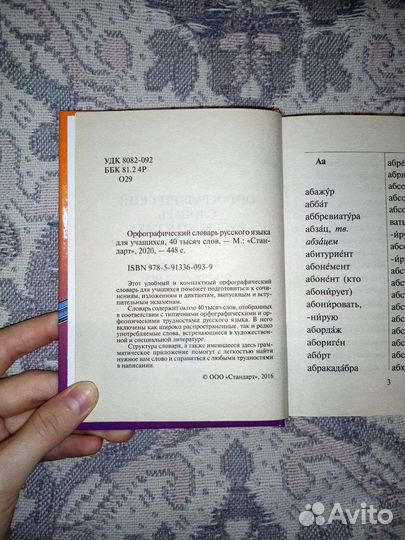 УДК 8082-092
ББК 81.2 4Р
О29
Орфографический словарь русского языка
для учащихся, 40 тысяч слов. — М.: «Стан-
дарт», 2020, — 448 с.
ISBN 978-5-91336-093-9
Этот удобный и компактный орфографический
словарь для учащихся поможет подготовиться к сочи-
нениям, изложениям и диктантам, выпускным и всту-
пительным экзаменам.
Словарь содержит около 40 тысяч слов, отобранных
в соответствии с типичными орфографическими и ор-
фоэпическими трудностями русского языка. В него
включены как широко распространенные, так и редко
употребляемые слова, встречающиеся в художествен-
ной и специальной литературе.
Структура словаря, а также имеющееся здесь грам-
матическое приложение помогут с легкостью найти
нужное вам слово и справиться с любыми трудностями
в написании.
© ООО «Стандарт», 2016
Аа
абажу́р
абба́т
аббревиату́ра
абза́ц, тв.
абза́цем
абитурие́нт
абонеме́нт
абоне́нт (кто
абони́рует)
абони́ровать,
-ни́рую
аборда́ж
абориге́н
або́рт
абракада́бра
3
Avito